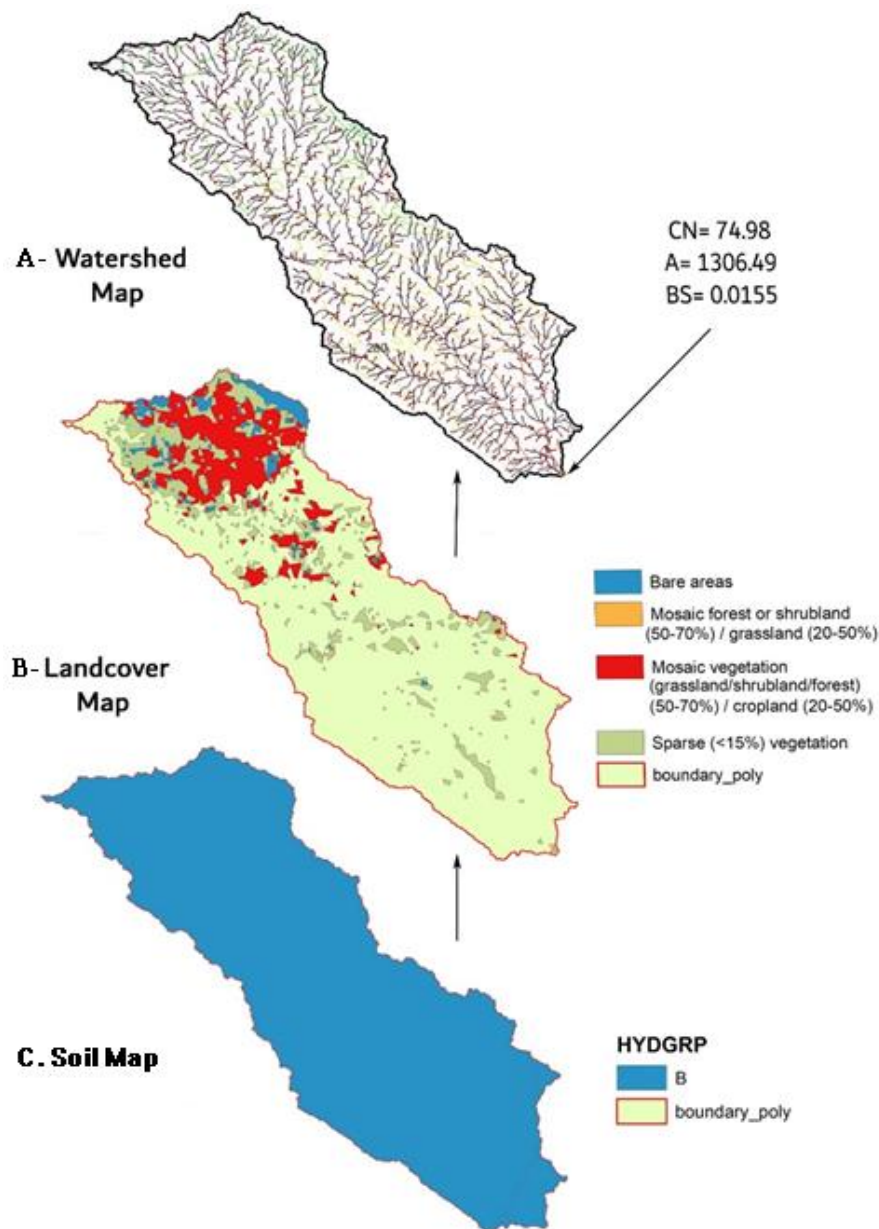 A- Watershed
Map
CN= 74.98
A= 1306.49
BS= 0.0155
B- Landcover
Map
Bare areas
Mosaic forest or shrubland
(50-70%) / grassland (20-50%)
Mosaic vegetation
(grassland/shrubland/forest)
(50-70%) / cropland (20-50%)
Sparse (<15%) vegetation
boundary_poly
C. Soil Map
HYDGRP
B
boundary_poly